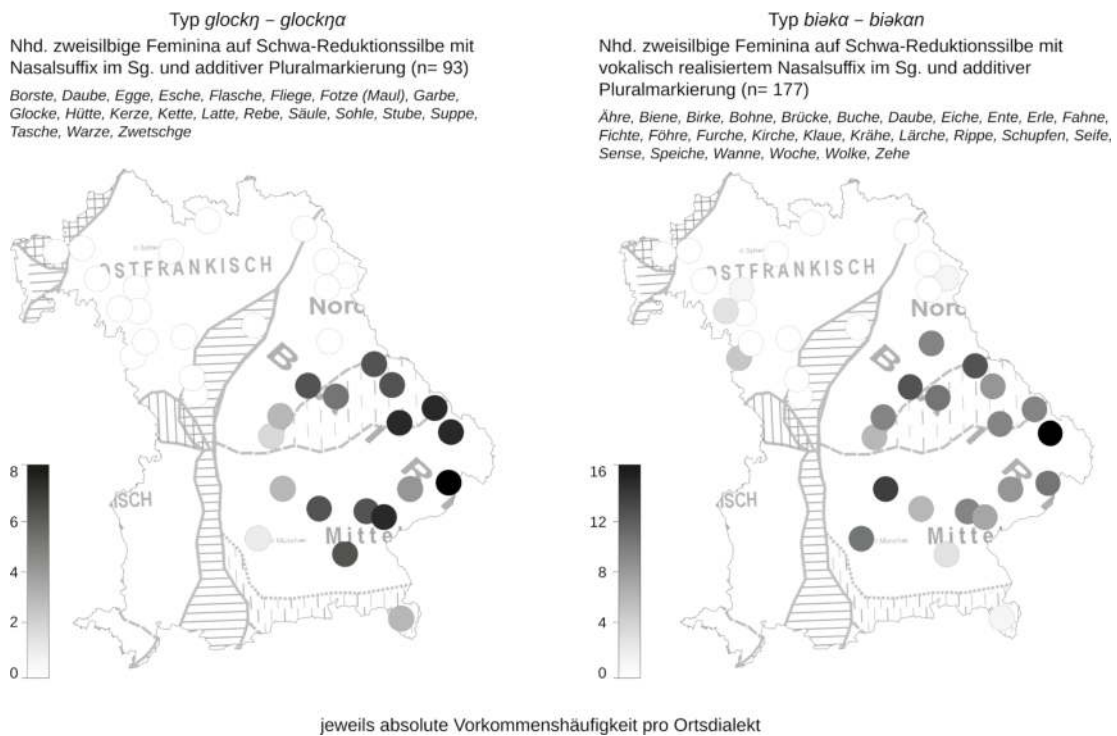 Typ glockŋ – glockŋɑ
Nhd. zweisilbige Feminina auf Schwa-Reduktionssilbe mit
Nasalsuffix im Sg. und additiver Pluralmarkierung (n= 93)
Borste, Daube, Egge, Esche, Flasche, Fliege, Fotze (Maul), Garbe,
Glocke, Hütte, Kerze, Kette, Latte, Rebe, Säule, Sohle, Stube, Suppe,
Tasche, Warze, Zwetschge
OSTFRANKISCH
Nord
B
I
R
ISCH
Mitte
München
8
6
4
2
0
Typ biəkɑ – biəkɑn
Nhd. zweisilbige Feminina auf Schwa-Reduktionssilbe mit
vokalisch realisiertem Nasalsuffix im Sg. und additiver
Pluralmarkierung (n= 177)
Ähre, Biene, Birke, Bohne, Brücke, Buche, Daube, Eiche, Ente, Erle, Fahne,
Fichte, Föhre, Furche, Kirche, Klaue, Krähe, Lärche, Rippe, Schupfen, Seife,
Sense, Speiche, Wanne, Woche, Wolke, Zehe
OSTFRANKISCH
Nord
B
I
R
ISCH
Mitte
München
16
12
8
4
0
jeweils absolute Vorkommenshäufigkeit pro Ortsdialekt